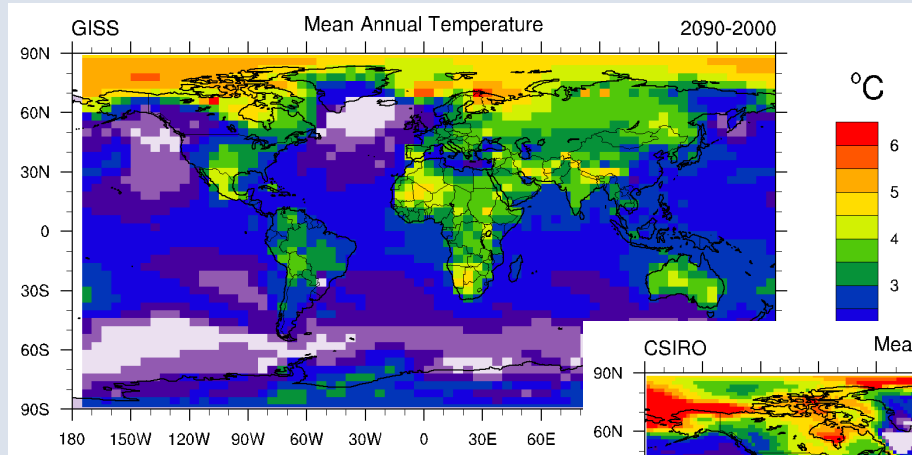 GISS Mean Annual Temperature 2090-2000
90N
60N
30N
0
30S
60S
90S
180 150W 120W 90W 60W 30W 0 30E 60E
°C
6
5
4
3
CSIRO Mea
90N
60N